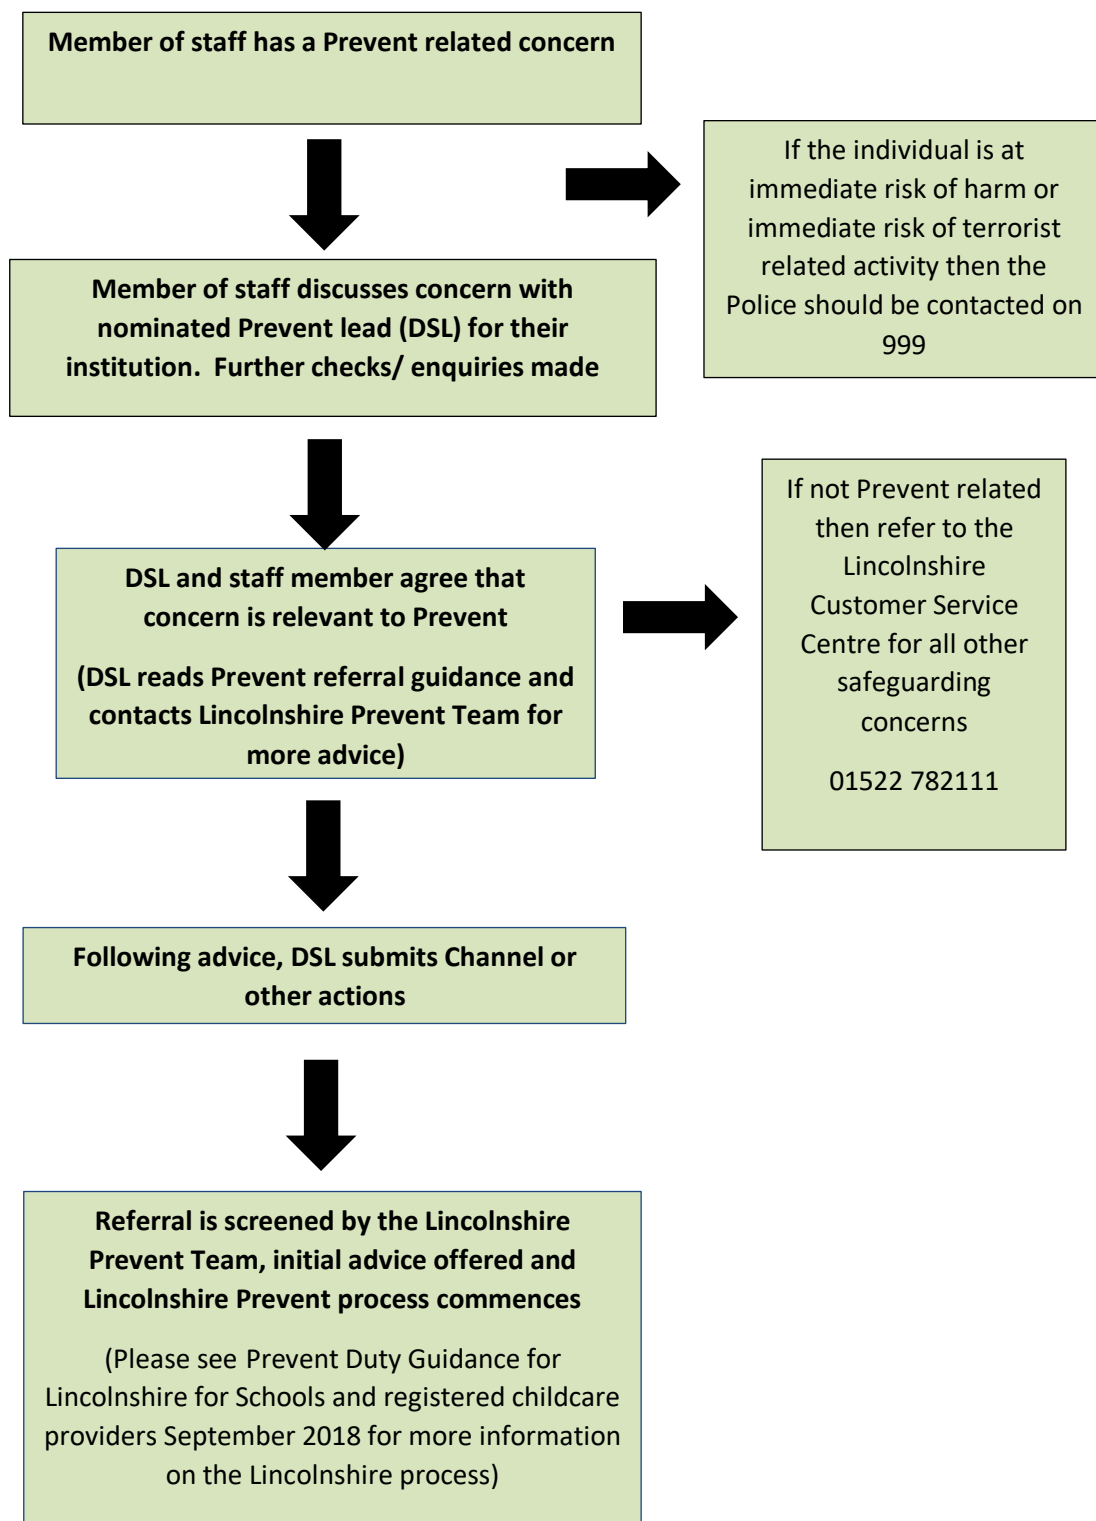 Member of staff has a Prevent related concern
If the individual is at
immediate risk of harm or
immediate risk of terrorist
related activity then the
Police should be contacted on
999
Member of staff discusses concern with
nominated Prevent lead (DSL) for their
institution.  Further checks/ enquiries made
DSL and staff member agree that
concern is relevant to Prevent
(DSL reads Prevent referral guidance and
contacts Lincolnshire Prevent Team for
more advice)
If not Prevent related
then refer to the
Lincolnshire
Customer Service
Centre for all other
safeguarding
concerns
01522 782111
Following advice, DSL submits Channel or
other actions
Referral is screened by the Lincolnshire
Prevent Team, initial advice offered and
Lincolnshire Prevent process commences
(Please see Prevent Duty Guidance for
Lincolnshire for Schools and registered childcare
providers September 2018 for more information
on the Lincolnshire process)